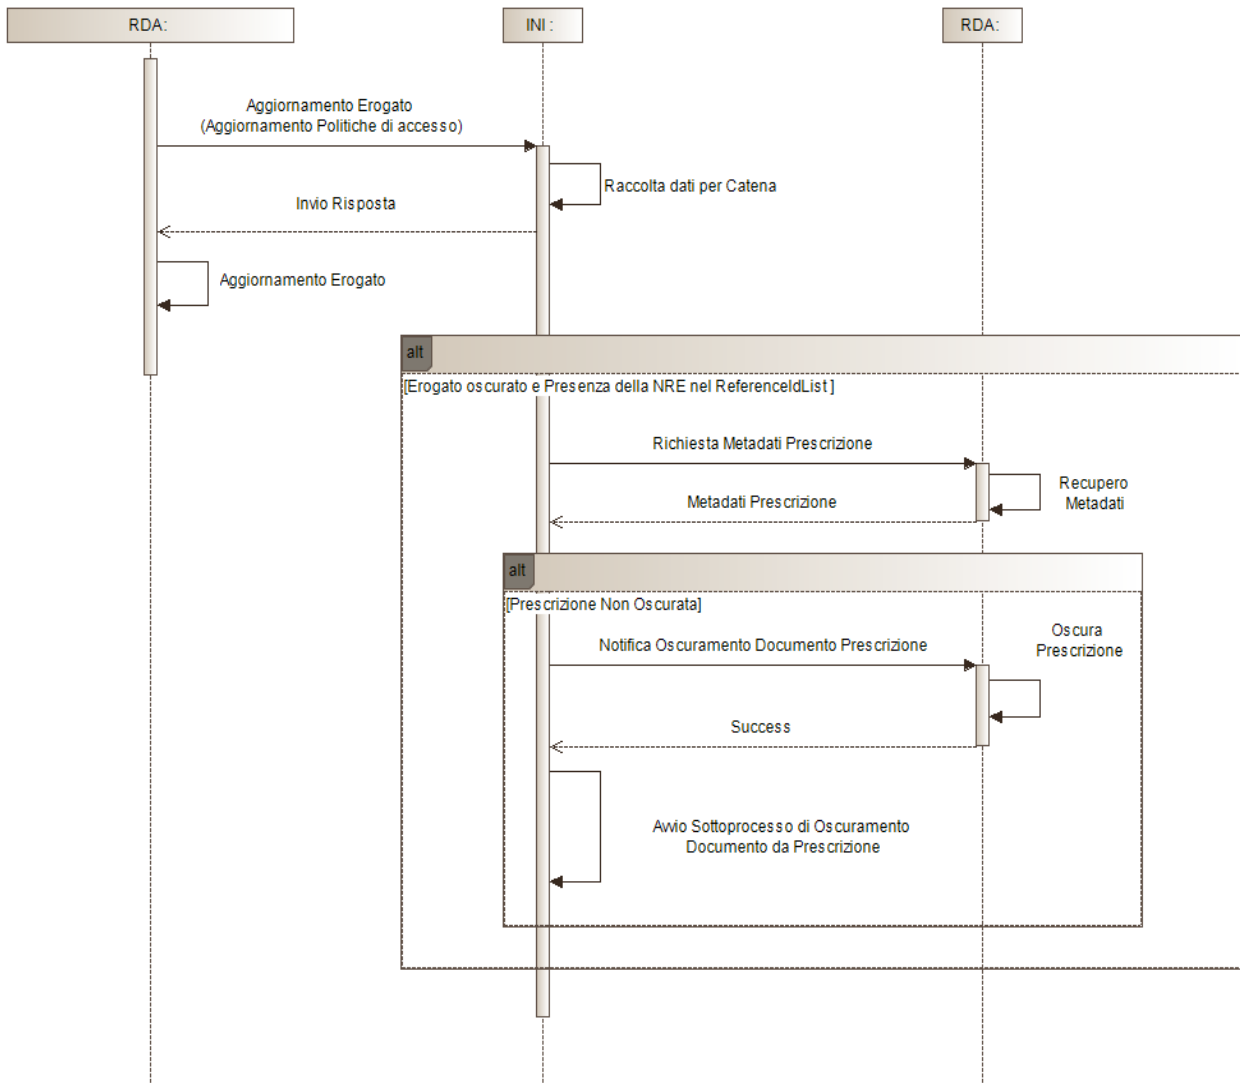 RDA:
INI :
RDA:
Aggiornamento Erogato
(Aggiornamento Politiche di accesso)
Raccolta dati per Catena
Invio Risposta
Aggiornamento Erogato
alt
[Erogato oscurato e Presenza della NRE nel ReferenceIdList ]
Richiesta Metadati Prescrizione
Recupero
Metadati
Metadati Prescrizione
alt
[Prescrizione Non Oscurata]
Oscura
Prescrizione
Notifica Oscuramento Documento Prescrizione
Success
Avvio Sottoprocesso di Oscuramento
Documento da Prescrizione